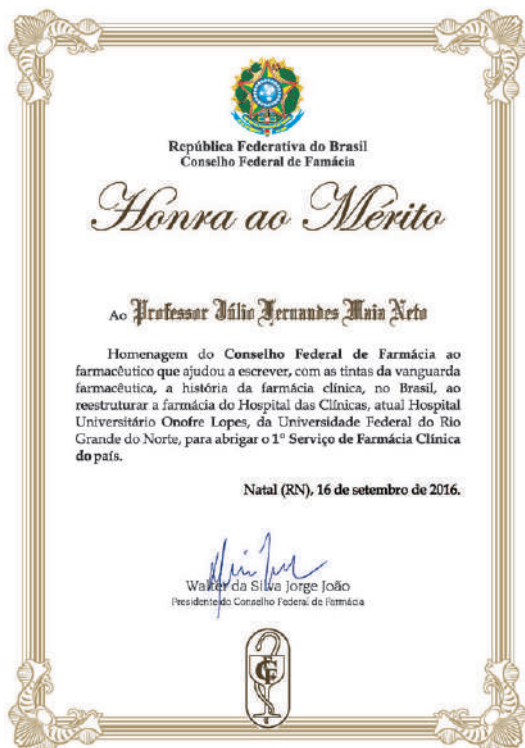 República Federativa do Brasil
Conselho Federal de Famácia
Honra ao Mérito
Ao Professor Júlio Fernandes Maia Neto
Homenagem do Conselho Federal de Farmácia ao
farmacêutico que ajudou a escrever, com as tintas da vanguarda
farmacêutica, a história da farmácia clínica, no Brasil, ao
reestruturar a farmácia do Hospital das Clínicas, atual Hospital
Universitário Onofre Lopes, da Universidade Federal do Rio
Grande do Norte, para abrigar o 1º Serviço de Farmácia Clínica
do país.
Natal (RN), 16 de setembro de 2016.
Walter da Silva Jorge João
Presidente do Conselho Federal de Farmácia